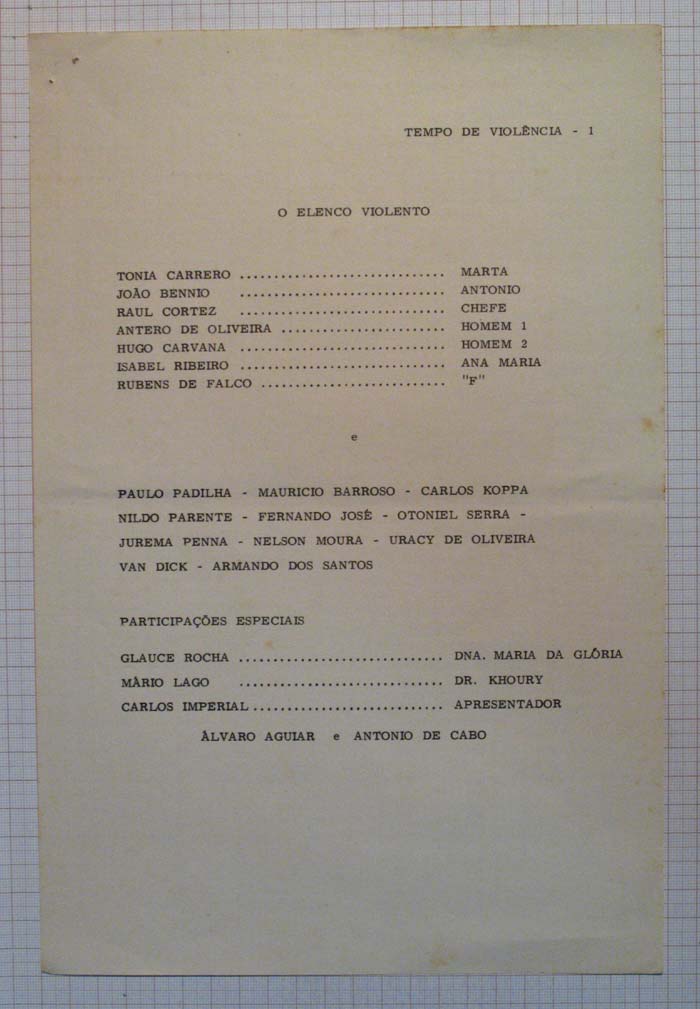 TEMPO DE VIOLÊNCIA - 1
O ELENCO VIOLENTO
TONIA CARRERO .............................. MARTA
JOÃO BENNIO .............................. ANTONIO
RAUL CORTEZ .............................. CHEFE
ANTERO DE OLIVEIRA ........................ HOMEM 1
HUGO CARVANA .............................. HOMEM 2
ISABEL RIBEIRO .............................. ANA MARIA
RUBENS DE FALCO ........................... "F"
e
PAULO PADILHA - MAURICIO BARROSO - CARLOS KOPPA
NILDO PARENTE - FERNANDO JOSÉ - OTONIEL SERRA -
JUREMA PENNA - NELSON MOURA - URACY DE OLIVEIRA
VAN DICK - ARMANDO DOS SANTOS
PARTICIPAÇÕES ESPECIAIS
GLAUCE ROCHA .............................. DNA. MARIA DA GLÓRIA
MÀRIO LAGO .............................. DR. KHOURY
CARLOS IMPERIAL ............................ APRESENTADOR
ÀLVARO AGUIAR e ANTONIO DE CABO